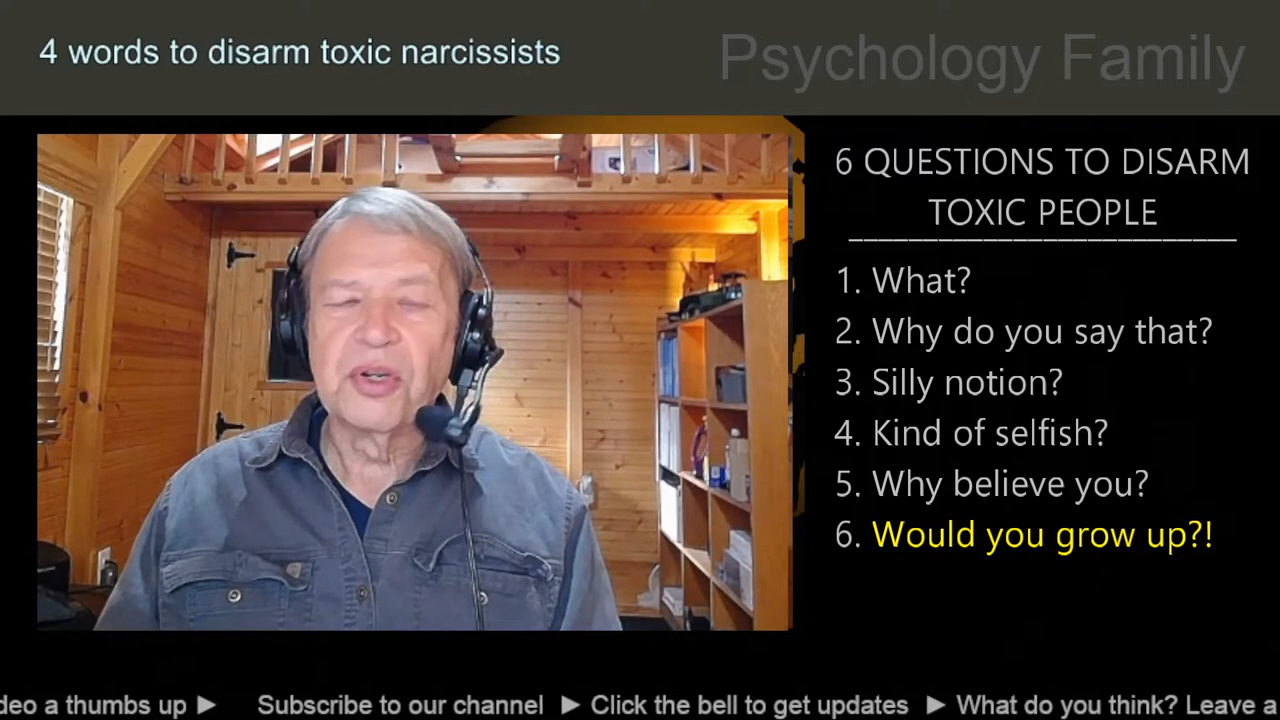 4 words to disarm toxic narcissists
Psychology Family
6 QUESTIONS TO DISARM
TOXIC PEOPLE
1. What?
2. Why do you say that?
3. Silly notion?
4. Kind of selfish?
5. Why believe you?
6. Would you grow up?!
deo a thumbs up ► Subscribe to our channel ► Click the bell to get updates ► What do you think? Leave a